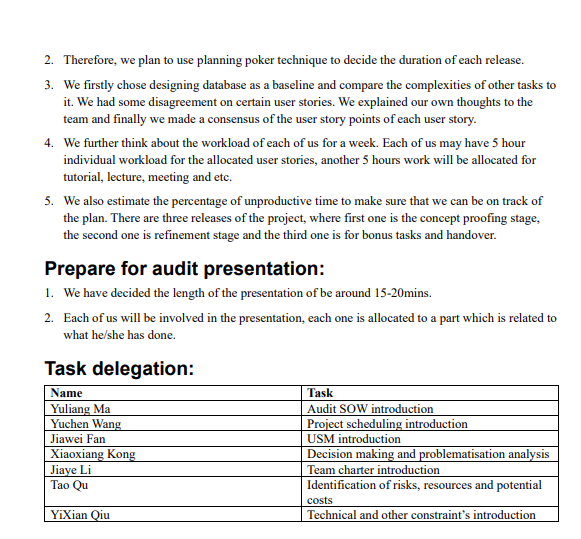 2. Therefore, we plan to use planning poker technique to decide the duration of each release.
3. We firstly chose designing database as a baseline and compare the complexities of other tasks to
it. We had some disagreement on certain user stories. We explained our own thoughts to the
team and finally we made a consensus of the user story points of each user story.
4. We further think about the workload of each of us for a week. Each of us may have 5 hour
individual workload for the allocated user stories, another 5 hours work will be allocated for
tutorial, lecture, meeting and etc.
5. We also estimate the percentage of unproductive time to make sure that we can be on track of
the plan. There are three releases of the project, where first one is the concept proofing stage,
the second one is refinement stage and the third one is for bonus tasks and handover.
Prepare for audit presentation:
1. We have decided the length of the presentation of be around 15-20mins.
2. Each of us will be involved in the presentation, each one is allocated to a part which is related to
what he/she has done.
Task delegation:
Name Task
Yuliang Ma Audit SOW introduction
Yuchen Wang Project scheduling introduction
Jiawei Fan USM introduction
Xiaoxiang Kong Decision making and problematisation analysis
Jiaye Li Team charter introduction
Tao Qu Identification of risks, resources and potential
costs
YiXian Qiu Technical and other constraint's introduction